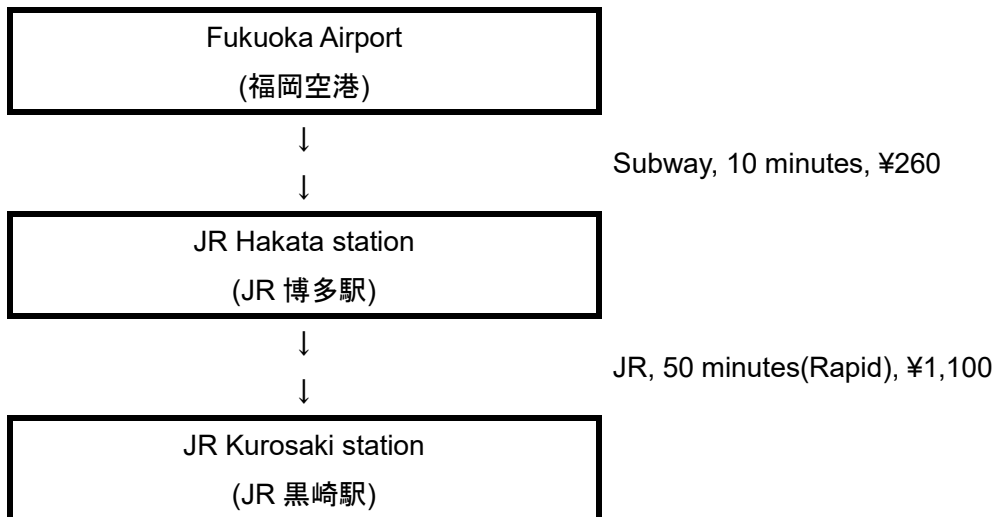 Fukuoka Airport
(福岡空港)
↓
↓
Subway, 10 minutes, ¥260
JR Hakata station
(JR 博多駅)
↓
↓
JR, 50 minutes(Rapid), ¥1,100
JR Kurosaki station
(JR 黒崎駅)